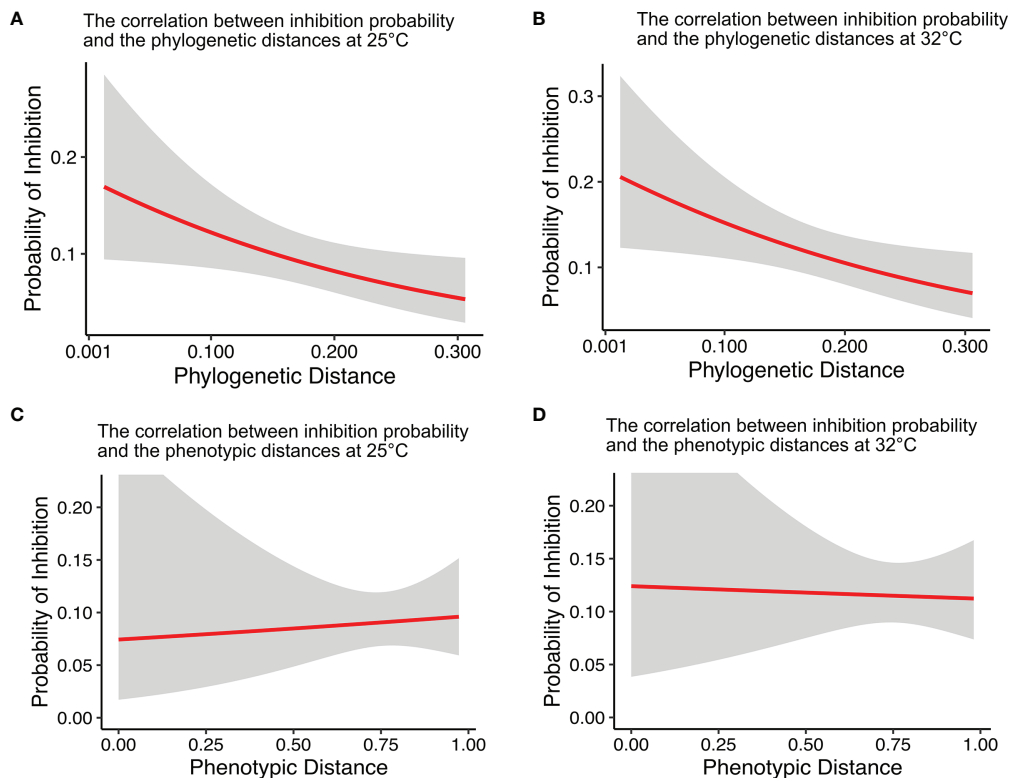 A
The correlation between inhibition probability
and the phylogenetic distances at 25°C
Probability of Inhibition
0.2
0.1
0.001
0.100
0.200
0.300
Phylogenetic Distance
B
The correlation between inhibition probability
and the phylogenetic distances at 32°C
Probability of Inhibition
0.3
0.2
0.1
0.001
0.100
0.200
0.300
Phylogenetic Distance
C
The correlation between inhibition probability
and the phenotypic distances at 25°C
Probability of Inhibition
0.20
0.15
0.10
0.05
0.00
0.00
0.25
0.50
0.75
1.00
Phenotypic Distance
D
The correlation between inhibition probability
and the phenotypic distances at 32°C
Probability of Inhibition
0.20
0.15
0.10
0.05
0.00
0.00
0.25
0.50
0.75
1.00
Phenotypic Distance